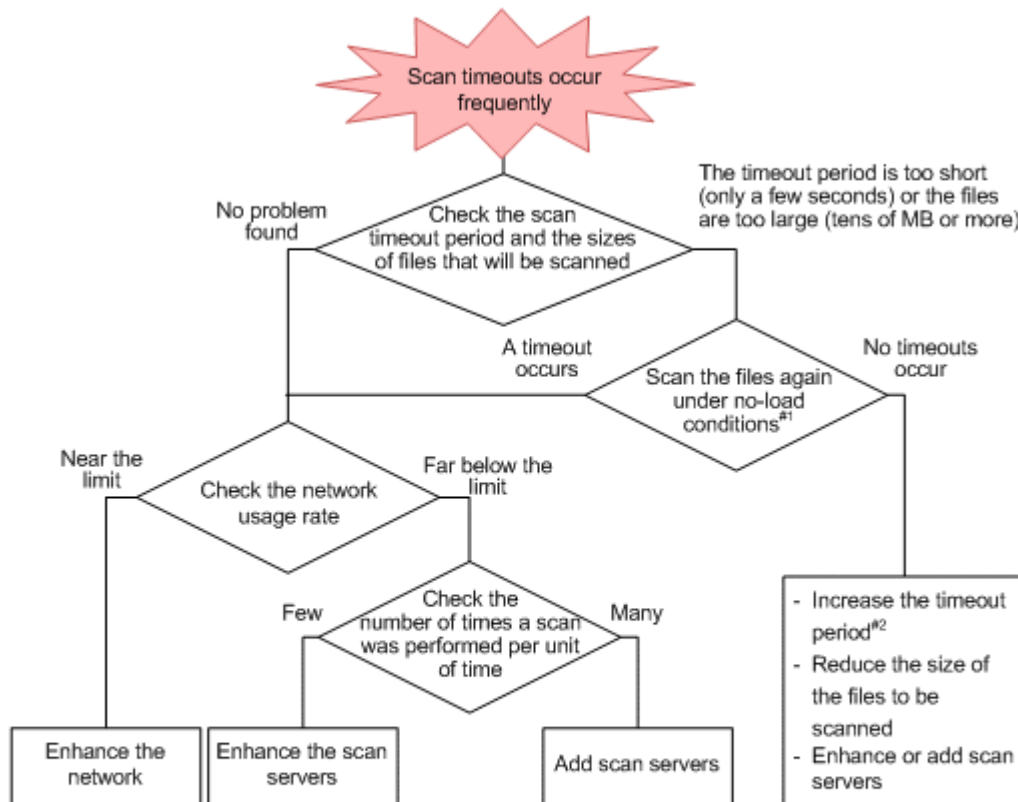 Scan timeouts occur
frequently
The timeout period is too short
(only a few seconds) or the files
are too large (tens of MB or more)
No problem
found
Check the scan
timeout period and the sizes
of files that will be scanned
A timeout
occurs
No timeouts
occur
Scan the files again
under no-load
conditions#1
Near the
limit
Far below the
limit
Check the network
usage rate
Few
Many
Check the
number of times a scan
was performed per unit
of time
- Increase the timeout
period#2
- Reduce the size of
the files to be
scanned
- Enhance or add scan
servers
Enhance the
network
Enhance the scan
servers
Add scan servers